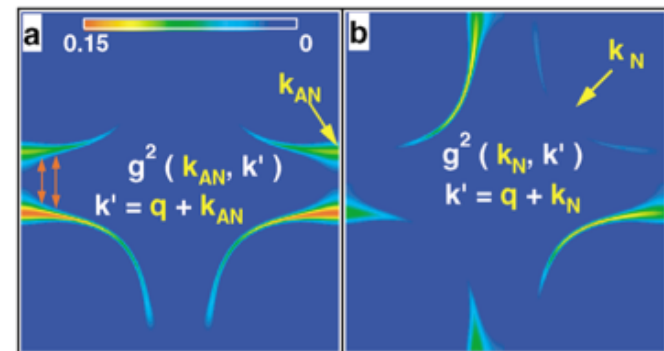 a
0.15 0
k_AN
g² ( k_AN, k' )
k' = q + k_AN
b
k_N
g² ( k_N, k' )
k' = q + k_N